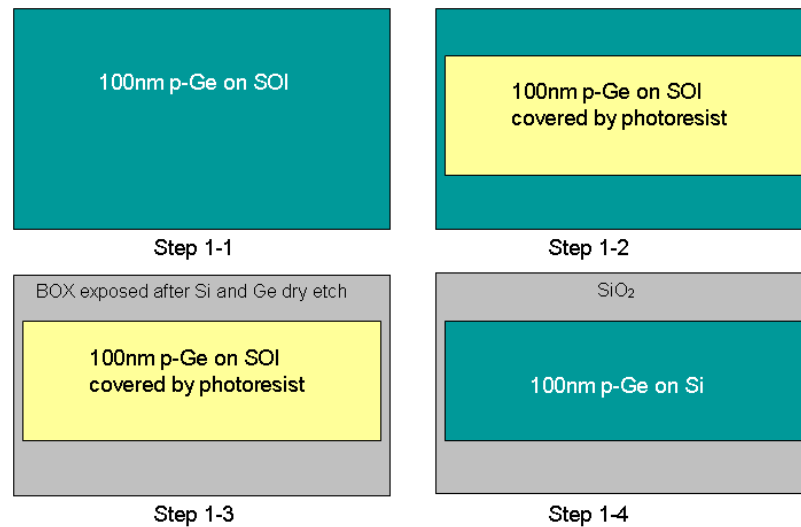 100nm p-Ge on SOI
Step 1-1
100nm p-Ge on SOI
covered by photoresist
Step 1-2
BOX exposed after Si and Ge dry etch
100nm p-Ge on SOI
covered by photoresist
Step 1-3
SiO₂
100nm p-Ge on Si
Step 1-4